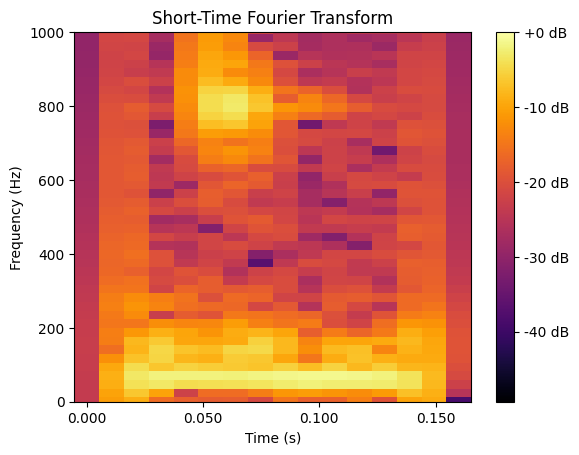 Short-Time Fourier Transform
1000
800
600
400
200
0
Frequency (Hz)
0.000
0.050
0.100
0.150
Time (s)
+0 dB
-10 dB
-20 dB
-30 dB
-40 dB